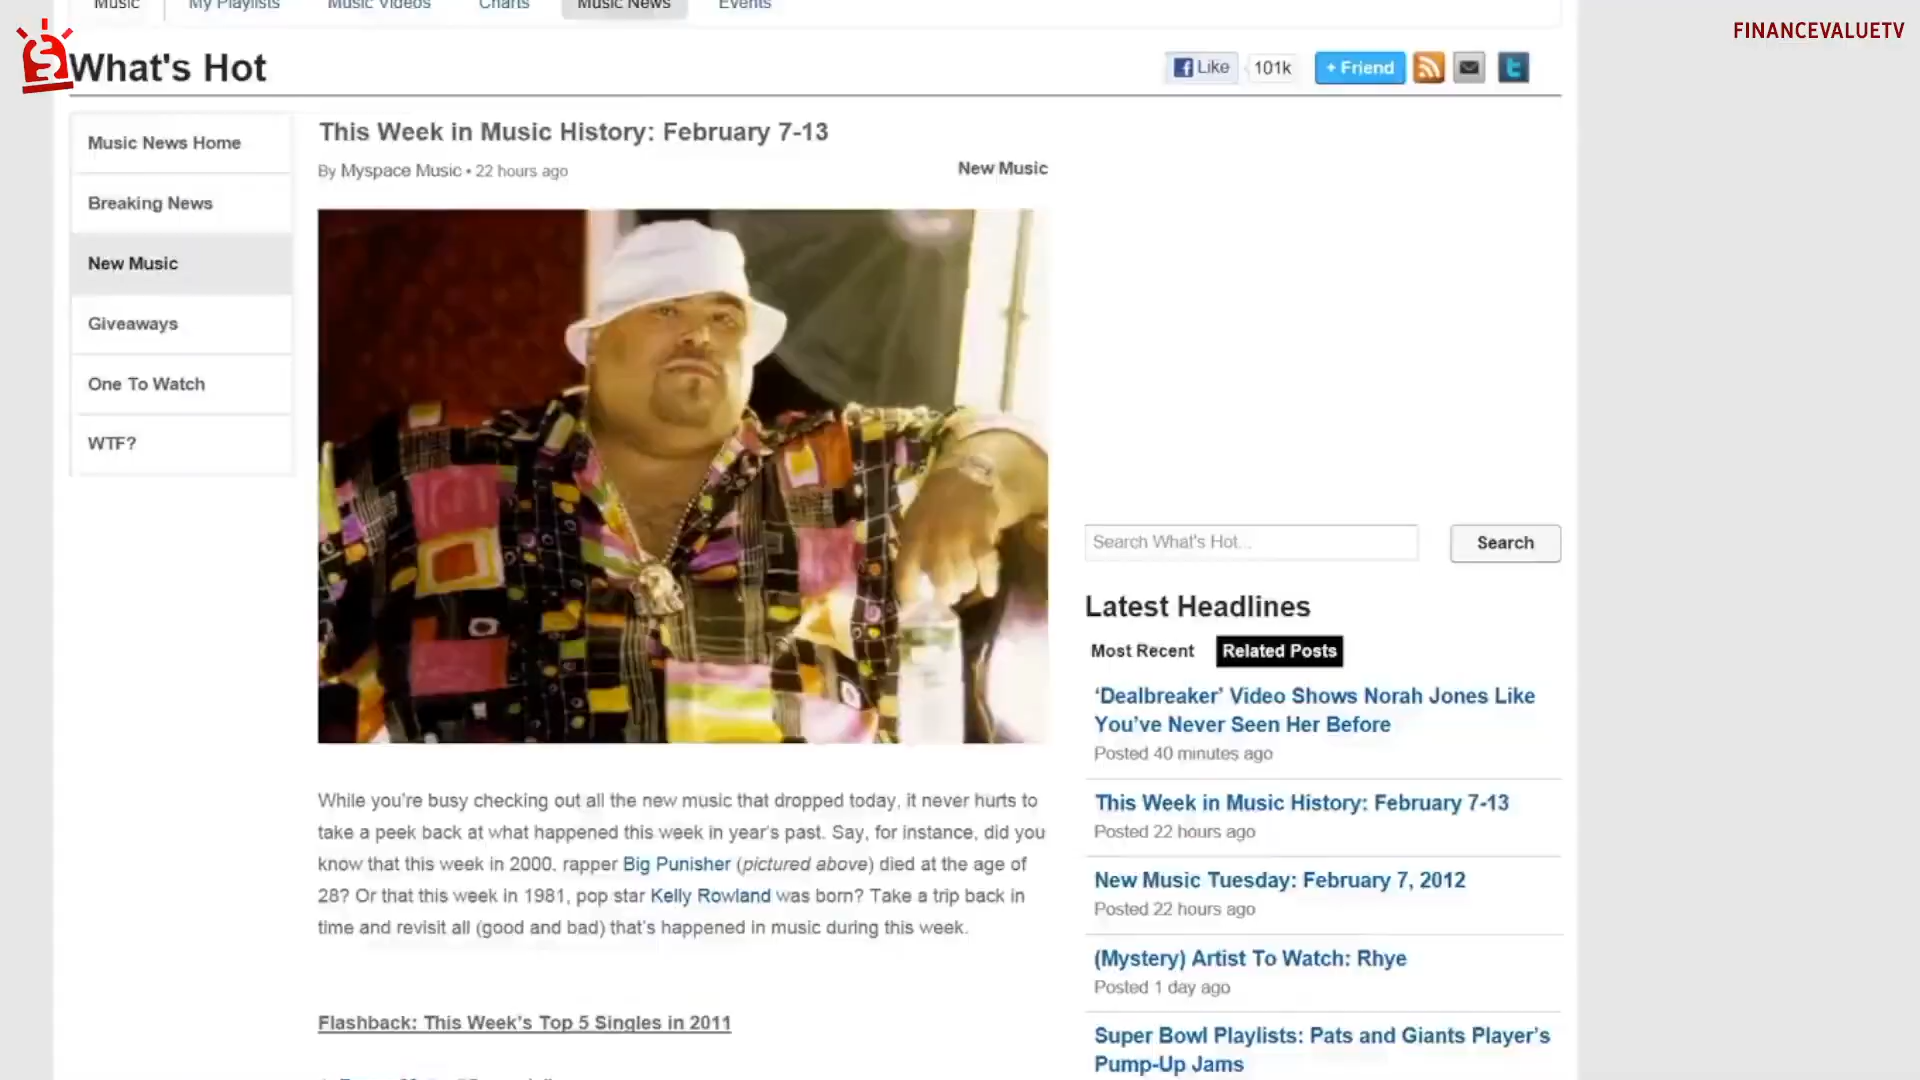 Music
My Playlists
Music Videos
Charts
Music News
Events
FINANCEVALUETV
What's Hot
Like
101k
+ Friend
Music News Home
Breaking News
New Music
Giveaways
One To Watch
WTF?
This Week in Music History: February 7-13
By Myspace Music • 22 hours ago
New Music
While you're busy checking out all the new music that dropped today, it never hurts to
take a peek back at what happened this week in year's past. Say, for instance, did you
know that this week in 2000, rapper Big Punisher (pictured above) died at the age of
28? Or that this week in 1981, pop star Kelly Rowland was born? Take a trip back in
time and revisit all (good and bad) that's happened in music during this week.
Flashback: This Week's Top 5 Singles in 2011
Search What's Hot...
Search
Latest Headlines
Most Recent
Related Posts
‘Dealbreaker’ Video Shows Norah Jones Like
You’ve Never Seen Her Before
Posted 40 minutes ago
This Week in Music History: February 7-13
Posted 22 hours ago
New Music Tuesday: February 7, 2012
Posted 22 hours ago
(Mystery) Artist To Watch: Rhye
Posted 1 day ago
Super Bowl Playlists: Pats and Giants Player’s
Pump-Up Jams